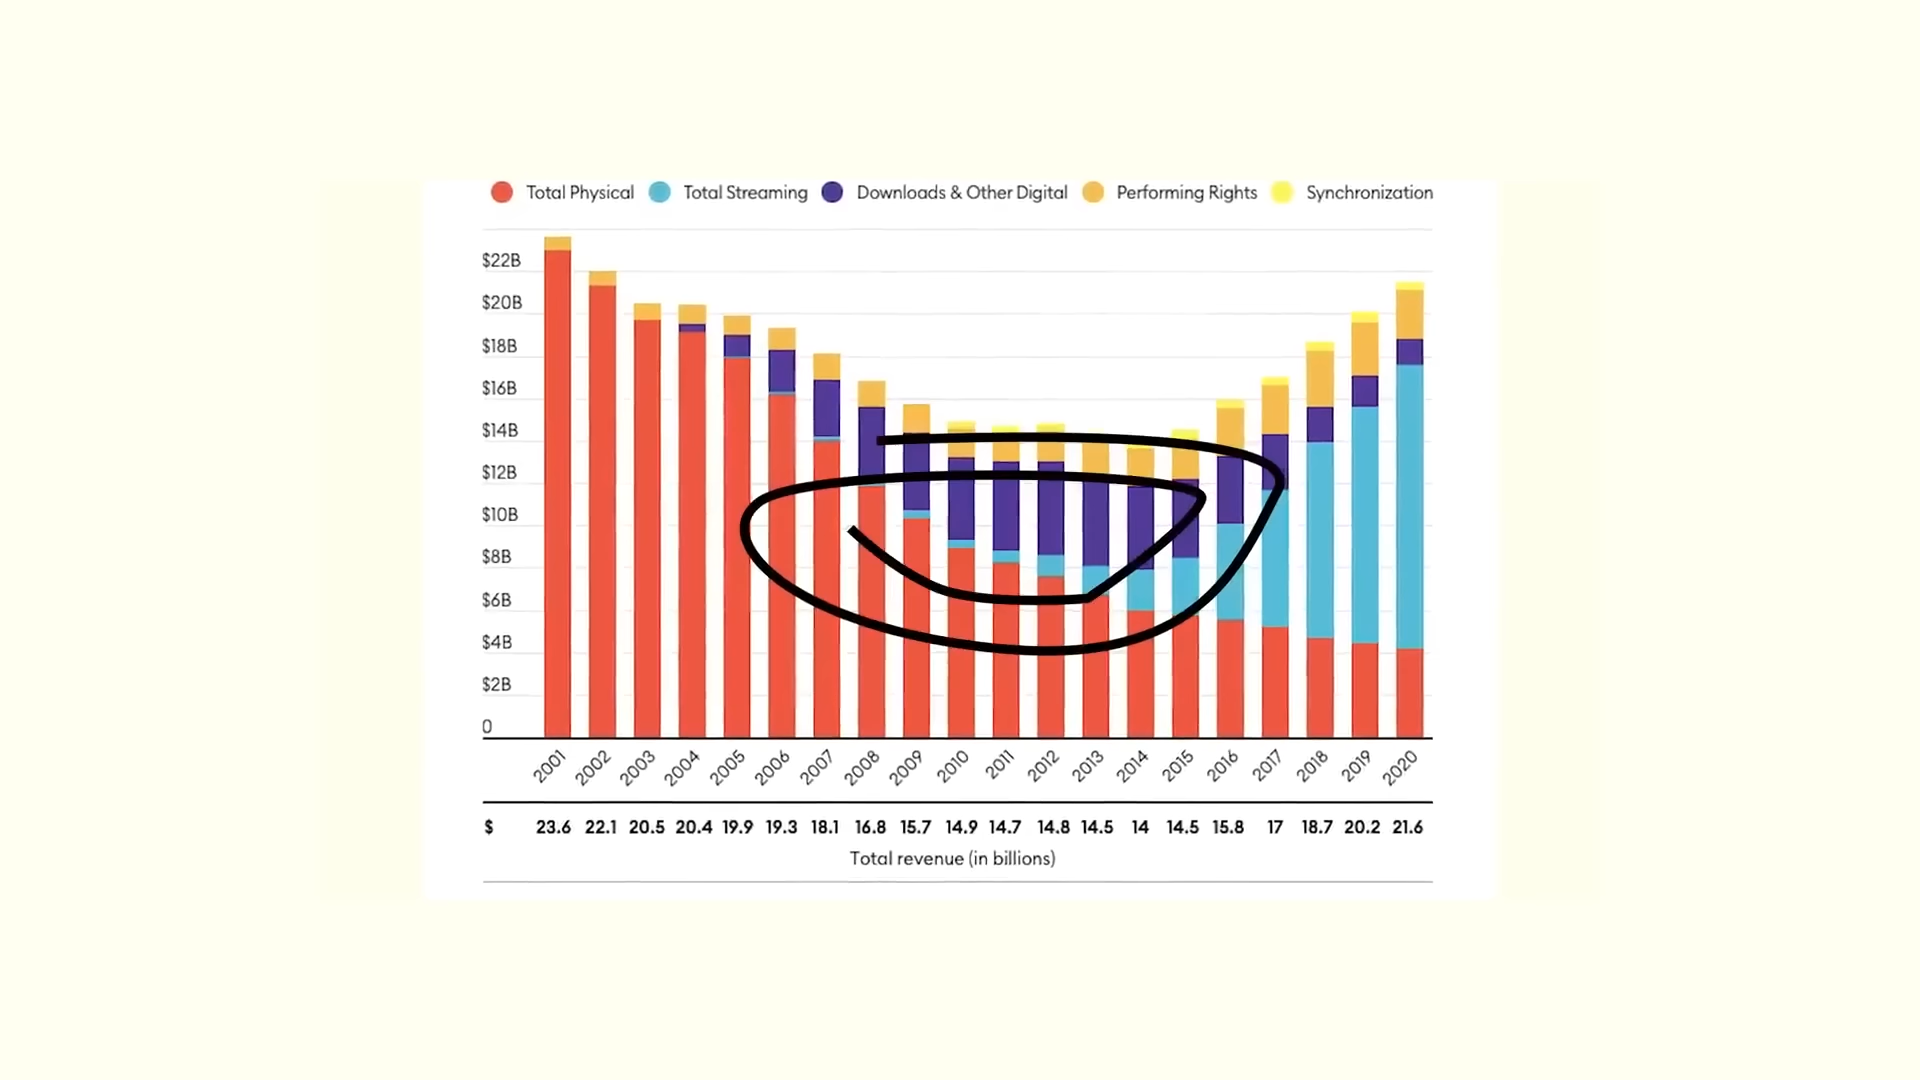 Total Physical Total Streaming Downloads & Other Digital Performing Rights Synchronization
$22B
$20B
$18B
$16B
$14B
$12B
$10B
$8B
$6B
$4B
$2B
0
2001 2002 2003 2004 2005 2006 2007 2008 2009 2010 2011 2012 2013 2014 2015 2016 2017 2018 2019 2020
$ 23.6 22.1 20.5 20.4 19.9 19.3 18.1 16.8 15.7 14.9 14.7 14.8 14.5 14 14.5 15.8 17 18.7 20.2 21.6
Total revenue (in billions)